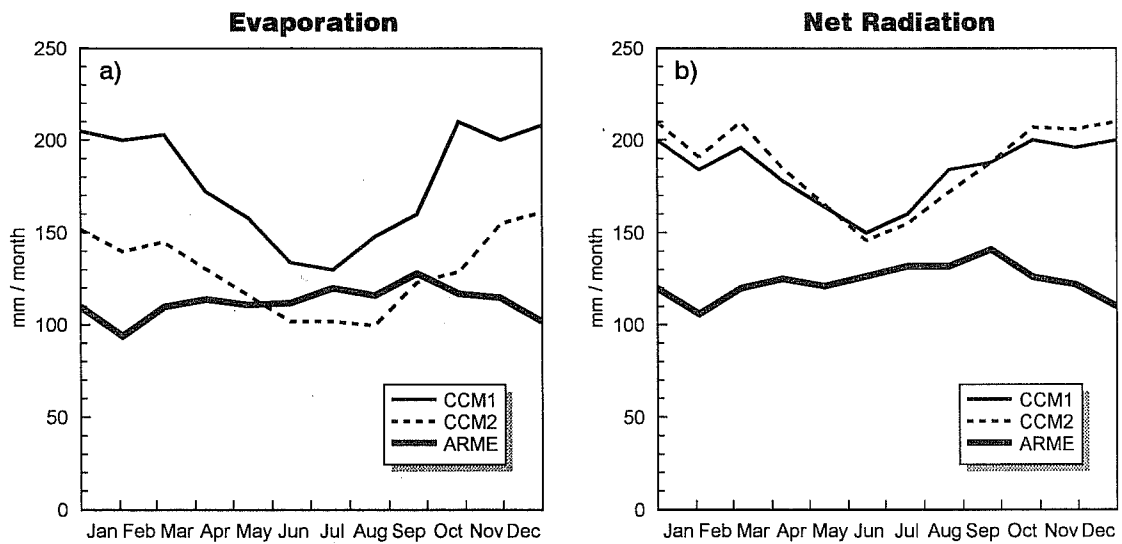 Evaporation
a)
250
200
150
100
50
0
mm / month
Jan Feb Mar Apr May Jun Jul Aug Sep Oct Nov Dec
CCM1
CCM2
ARME
Net Radiation
b)
250
200
150
100
50
0
mm / month
Jan Feb Mar Apr May Jun Jul Aug Sep Oct Nov Dec
CCM1
CCM2
ARME